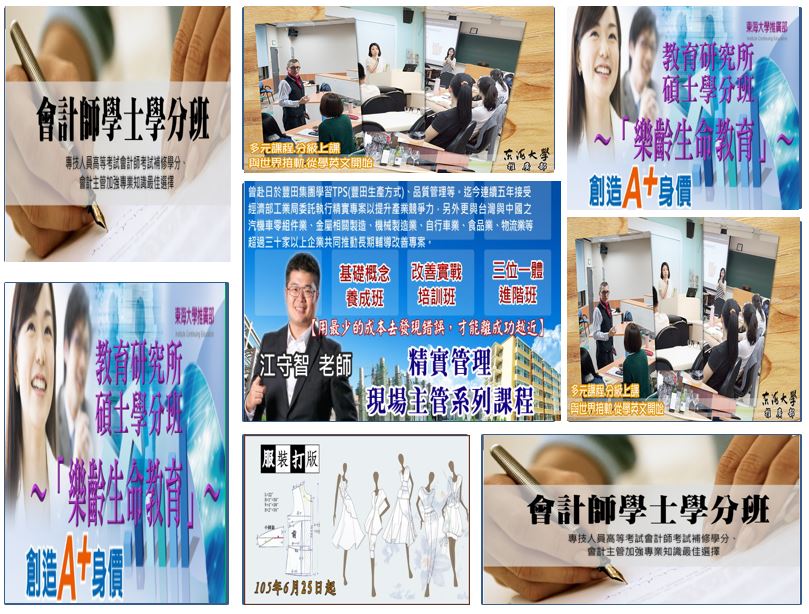 會計師學士學分班
專技人員高等考試會計師考試補修學分、
會計主管加強專業知識最佳選擇
多元課程.分級上課
與世界接軌.從學英文開始
東海大學
推廣部
東海大學推廣部
Institute Continuing Education
教育研究所
碩士學分班
~「樂齡生命教育」~
創造A+身價
曾赴日於豐田集團學習TPS(豐田生產方式)、品質管理等。迄今連續五年接受
經濟部工業局委託執行精實專案以提升產業競爭力，另外更與台灣與中國之
汽機車零組件業、金屬相關製造、機械製造業、自行車業、食品業、物流業等
超過三十家以上企業共同推動長期輔導改善專案。
基礎概念
養成班
改善實戰
培訓班
三位一體
進階班
【用最少的成本去發現錯誤，才能離成功越近】
江守智 老師
精實管理
現場主管系列課程
多元課程.分級上課
與世界接軌.從學英文開始
東海大學
推廣部
東海大學推廣部
Institute Continuing Education
教育研究所
碩士學分班
~「樂齡生命教育」~
創造A+身價
服裝打版
105年6月25日起
會計師學士學分班
專技人員高等考試會計師考試補修學分、
會計主管加強專業知識最佳選擇